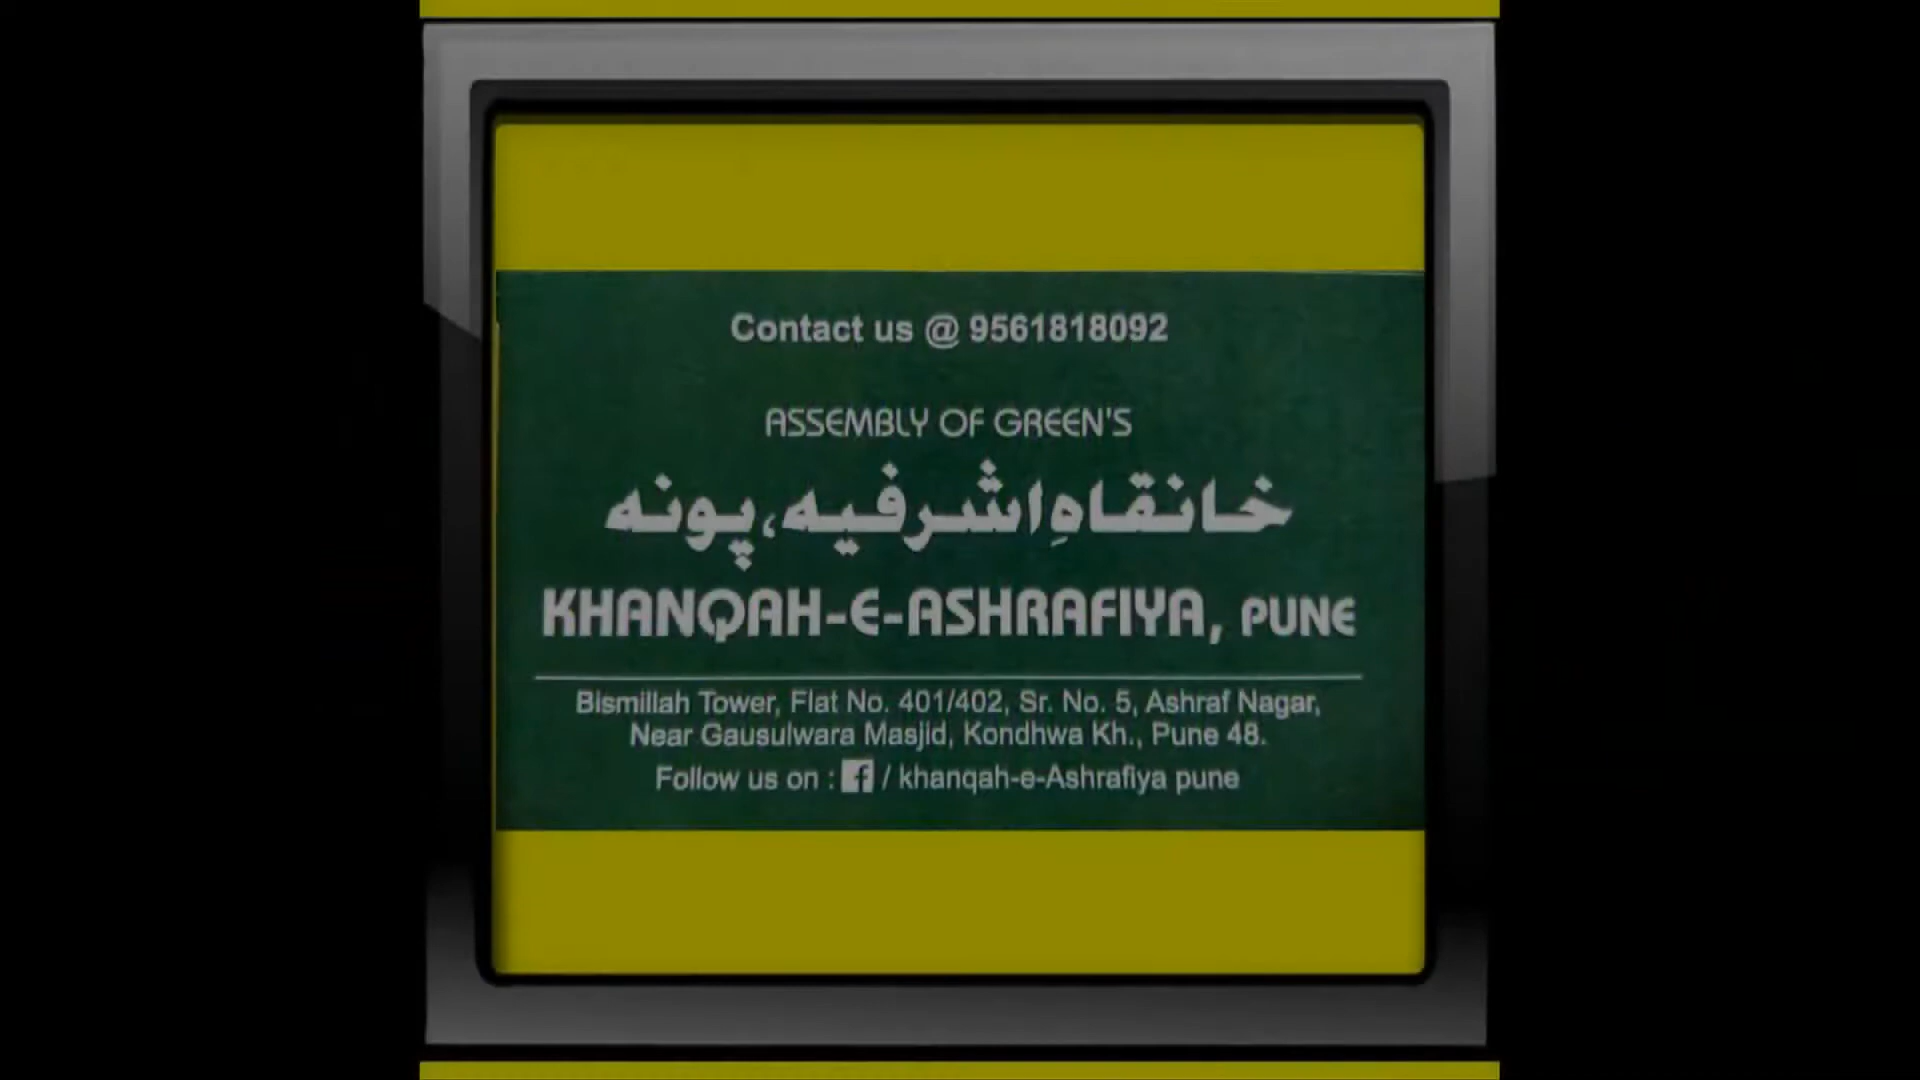 Contact us @ 9561818092
ASSEMBLY OF GREEN'S
خانقاہِ اشرفیہ، پونہ
KHANQAH-E-ASHRAFIYA, PUNE
Bismillah Tower, Flat No. 401/402, Sr. No. 5, Ashraf Nagar,
Near Gausulwara Masjid, Kondhwa Kh., Pune 48.
Follow us on : f / khanqah-e-Ashrafiya pune